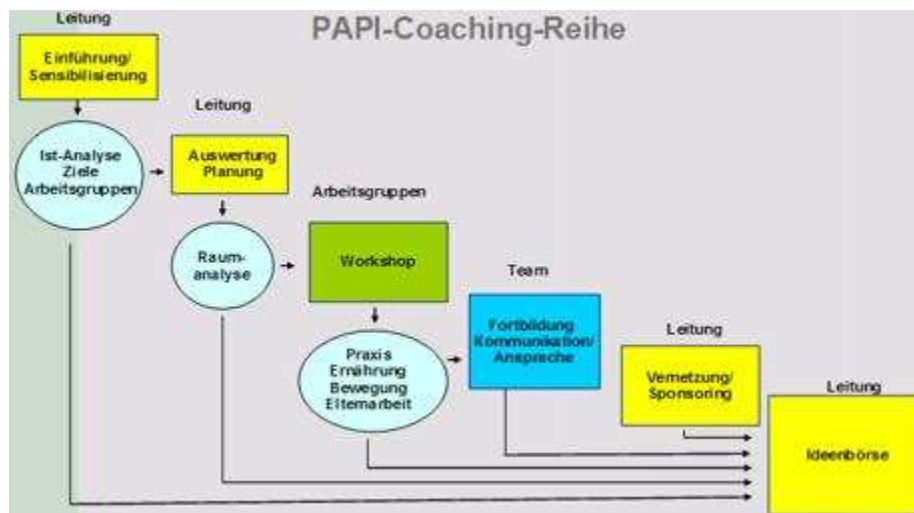 Leitung
PAPI-Coaching-Reihe
Einführung/
Sensibilisierung
Leitung
Ist-Analyse
Ziele
Arbeitsgruppen
Auswertung
Planung
Arbeitsgruppen
Raum-
analyse
Workshop
Team
Fortbildung
Kommunikation/
Ansprache
Leitung
Praxis
Ernährung
Bewegung
Elternarbeit
Vernetzung/
Sponsoring
Leitung
Ideenbörse